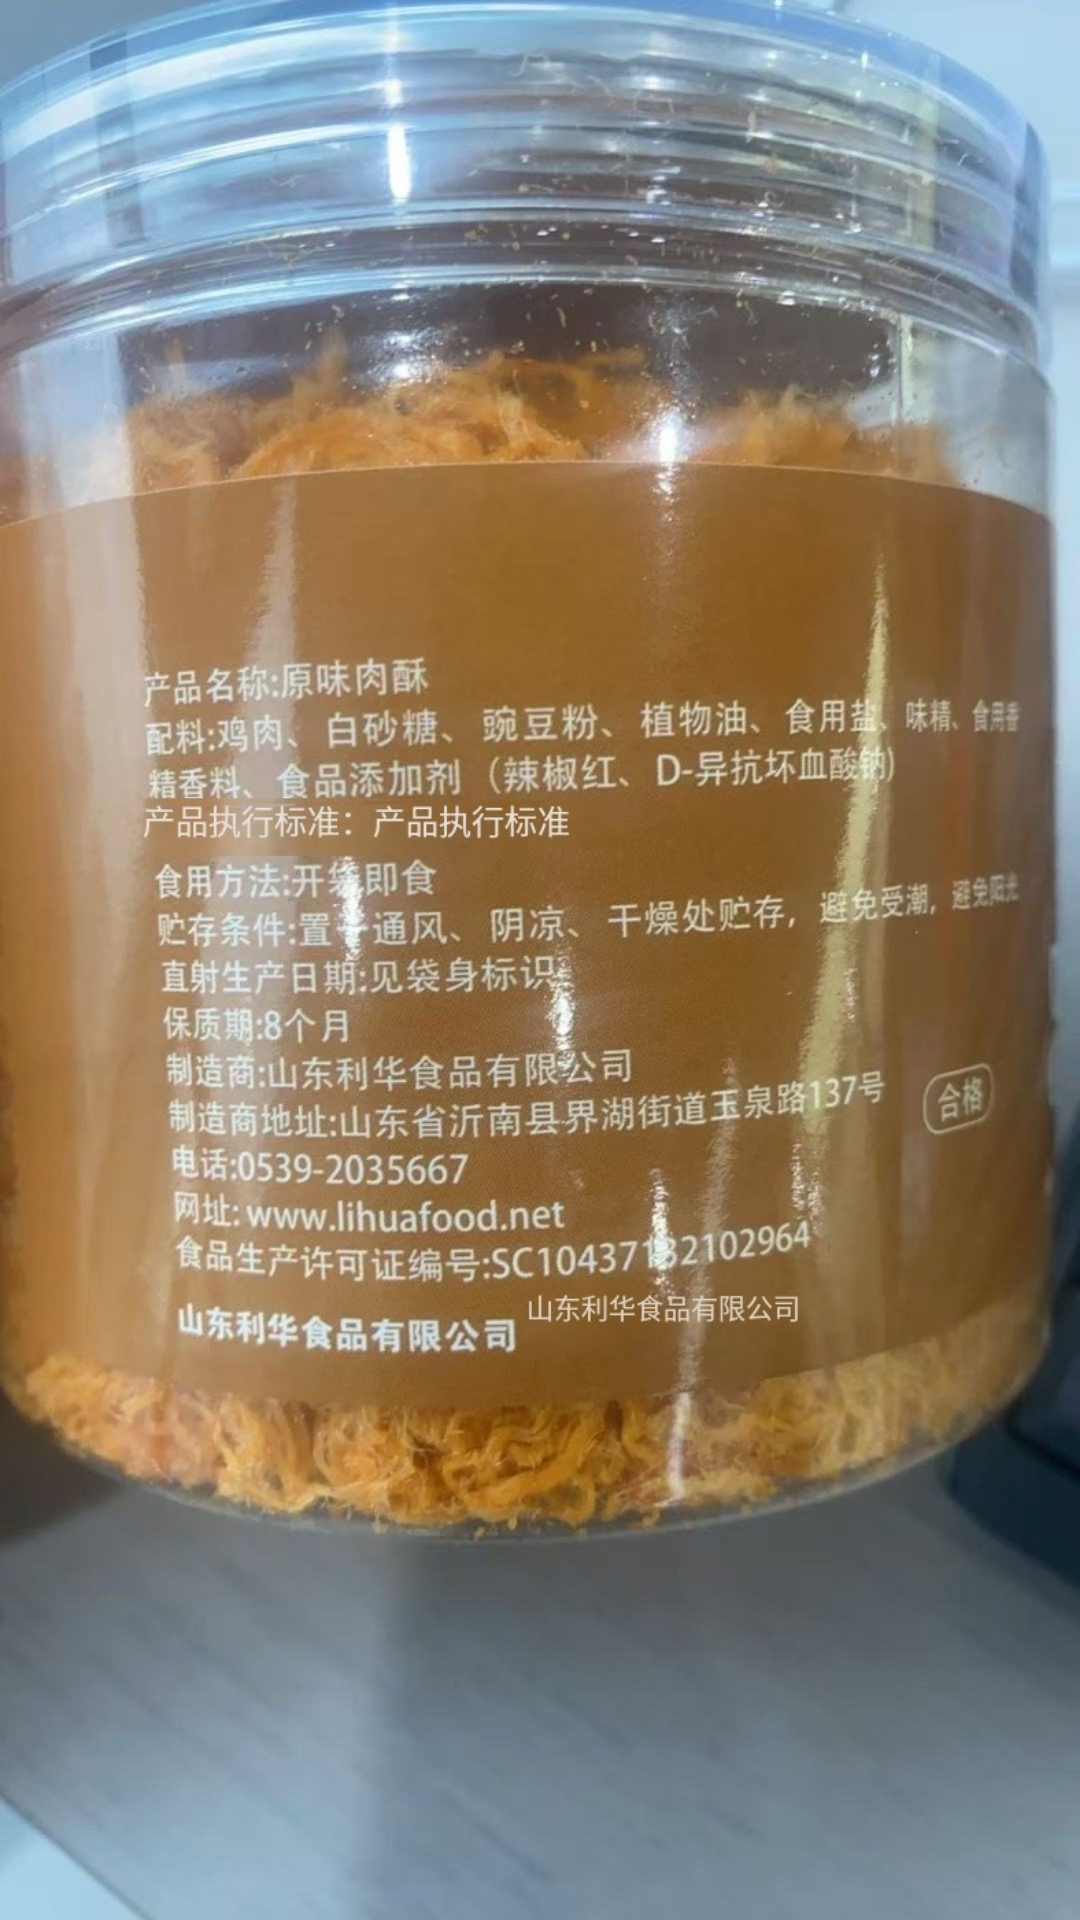 产品名称:原味肉酥
配料:鸡肉、白砂糖、豌豆粉、植物油、食用盐、味精、食用香
精香料、食品添加剂（辣椒红、D-异抗坏血酸钠)
产品执行标准：产品执行标准
食用方法:开袋即食
贮存条件:置于通风、阴凉、干燥处贮存，避免受潮，避免阳光
直射生产日期:见袋身标识
保质期:8个月
制造商:山东利华食品有限公司
制造商地址:山东省沂南县界湖街道玉泉路137号
合格
电话:0539-2035667
网址: www.lihuafood.net
食品生产许可证编号:SC10437132102964
山东利华食品有限公司
山东利华食品有限公司